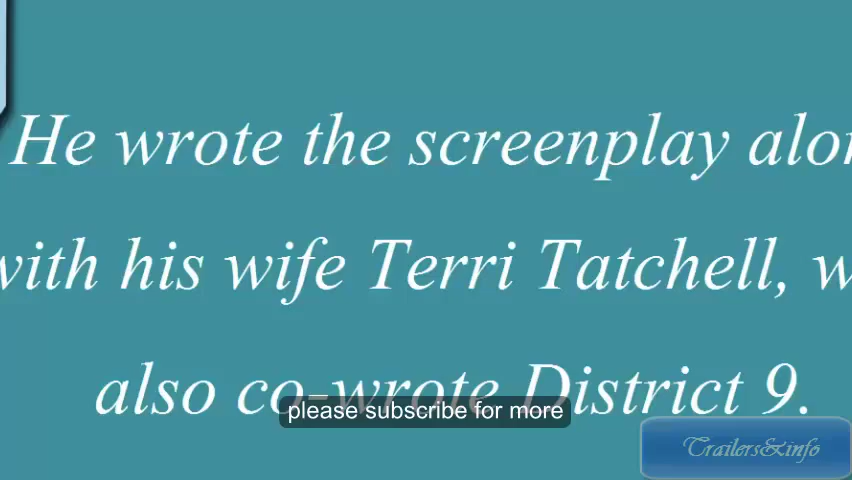 He wrote the screenplay
with his wife Terri Tatchell,
also co-wrote District 9.
please subscribe for more
Trailers&info